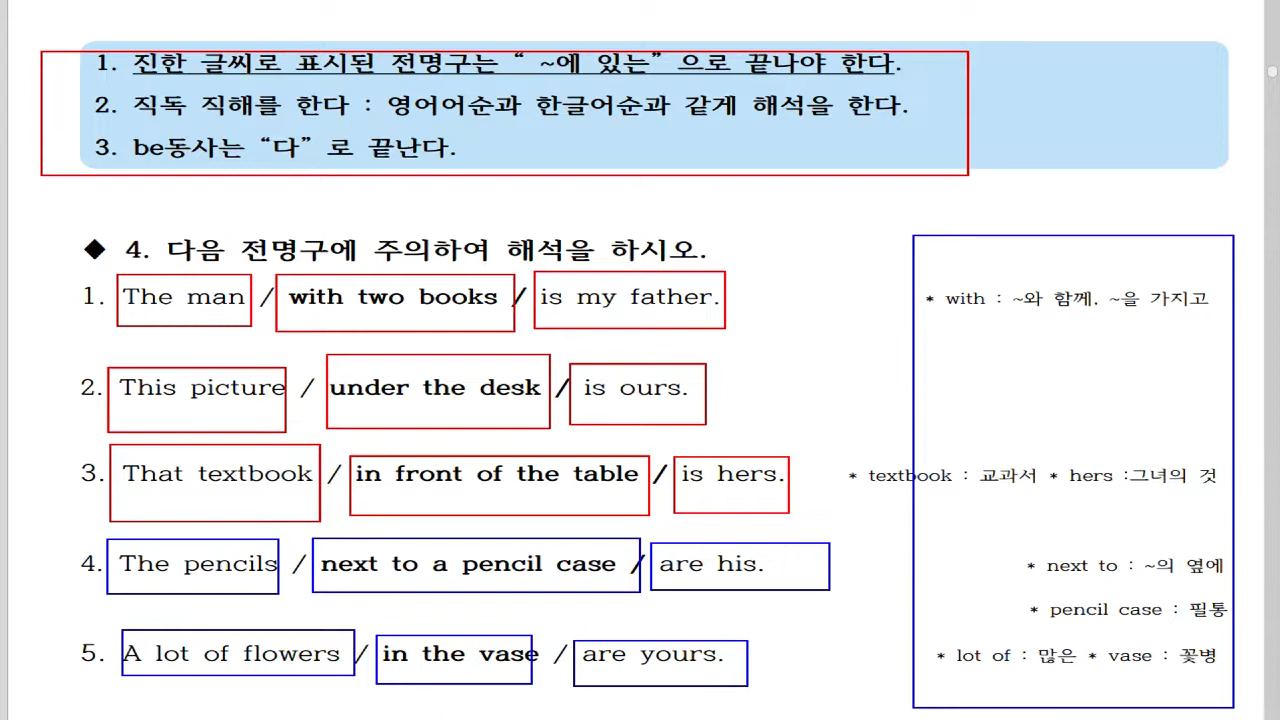 1. 진한 글씨로 표시된 전명구는 “ ~에 있는” 으로 끝나야 한다.
2. 직독 직해를 한다 : 영어어순과 한글어순과 같게 해석을 한다.
3. be동사는 “다” 로 끝난다.
◆ 4. 다음 전명구에 주의하여 해석을 하시오.
1. The man / with two books / is my father. * with : ~와 함께, ~을 가지고
2. This picture / under the desk / is ours.
3. That textbook / in front of the table / is hers. * textbook : 교과서 * hers :그녀의 것
4. The pencils / next to a pencil case / are his. * next to : ~의 옆에
* pencil case : 필통
5. A lot of flowers / in the vase / are yours. * lot of : 많은 * vase : 꽃병